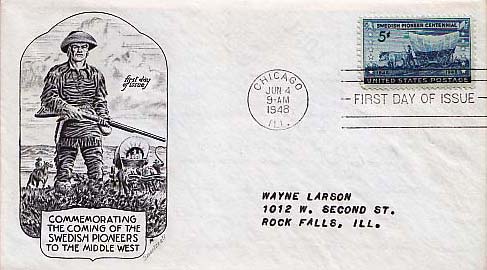 first day
of issue
COMMEMORATING
THE COMING OF THE
SWEDISH PIONEERS
TO THE MIDDLE WEST
CHICAGO
JUN 4
9-AM
1948
ILL.
FIRST DAY OF ISSUE
SWEDISH PIONEER CENTENNIAL
5¢
UNITED STATES POSTAGE
WAYNE LARSON
1012 W. SECOND ST.
ROCK FALLS, ILL.